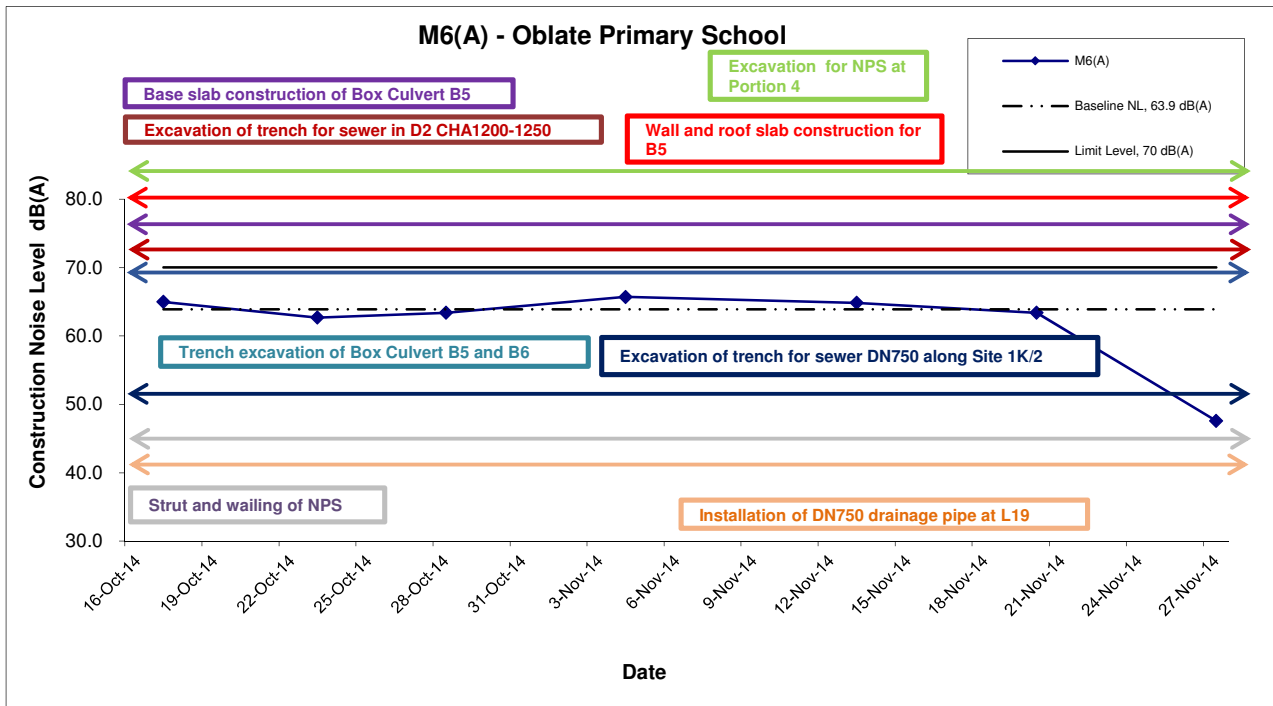 M6(A) - Oblate Primary School
M6(A)
Baseline NL, 63.9 dB(A)
Limit Level, 70 dB(A)
Excavation for NPS at
Portion 4
Base slab construction of Box Culvert B5
Excavation of trench for sewer in D2 CHA1200-1250
Wall and roof slab construction for
B5
Construction Noise Level dB(A)
80.0
70.0
60.0
50.0
40.0
30.0
Trench excavation of Box Culvert B5 and B6
Excavation of trench for sewer DN750 along Site 1K/2
Strut and wailing of NPS
Installation of DN750 drainage pipe at L19
16-Oct-14
19-Oct-14
22-Oct-14
25-Oct-14
28-Oct-14
31-Oct-14
3-Nov-14
6-Nov-14
9-Nov-14
12-Nov-14
15-Nov-14
18-Nov-14
21-Nov-14
24-Nov-14
27-Nov-14
Date